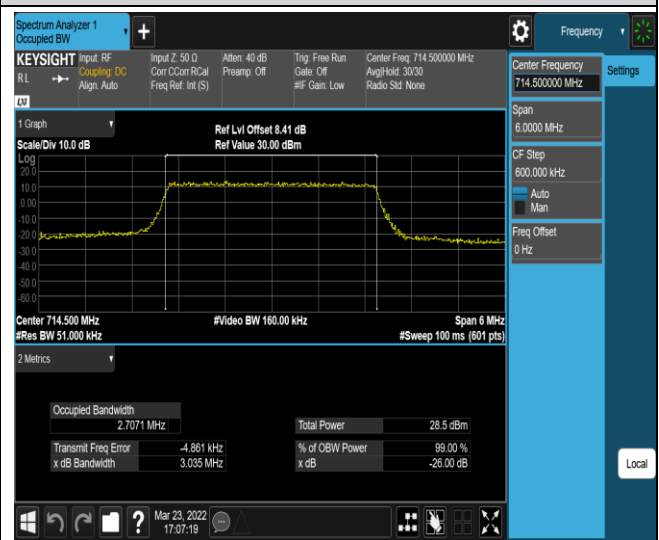 Spectrum Analyzer 1
Occupied BW
+
Frequency
KEYSIGHT
RL
Input: RF
Coupling: DC
Align: Auto
Input Z: 50 Ω
Corr CCorr RCal
Freq Ref: Int (S)
Atten: 40 dB
Preamp: Off
Trig: Free Run
Gate: Off
#IF Gain: Low
Center Freq: 714.500000 MHz
Avg|Hold: 30/30
Radio Std: None
LXI
Center Frequency
714.500000 MHz
Settings
Span
6.0000 MHz
CF Step
600.000 kHz
Auto
Man
Freq Offset
0 Hz
Local
1 Graph
Scale/Div 10.0 dB
Ref Lvl Offset 8.41 dB
Ref Value 30.00 dBm
Log
20.0
10.0
0.00
-10.0
-20.0
-30.0
-40.0
-50.0
-60.0
Center 714.500 MHz
#Res BW 51.000 kHz
#Video BW 160.00 kHz
Span 6 MHz
#Sweep 100 ms (601 pts)
2 Metrics
Occupied Bandwidth
2.7071 MHz
Total Power 28.5 dBm
Transmit Freq Error -4.861 kHz
% of OBW Power 99.00 %
x dB Bandwidth 3.035 MHz
x dB -26.00 dB
?
Mar 23, 2022
17:07:19